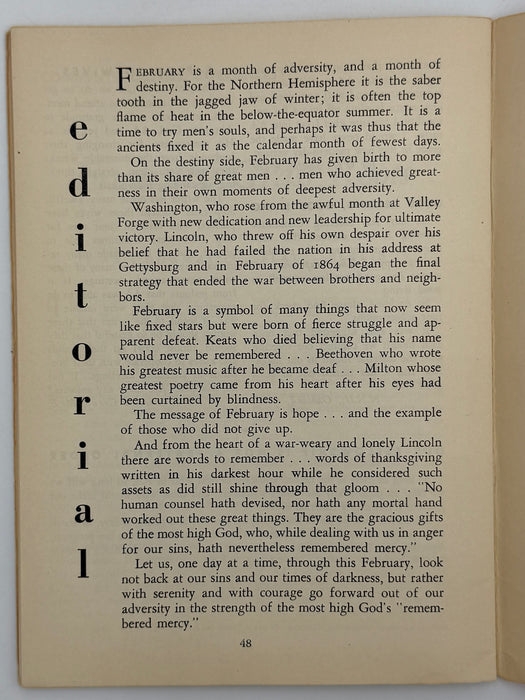 editorial
FEBRUARY is a month of adversity, and a month of
destiny. For the Northern Hemisphere it is the saber
tooth in the jagged jaw of winter; it is often the top
flame of heat in the below-the-equator summer. It is a
time to try men's souls, and perhaps it was thus that the
ancients fixed it as the calendar month of fewest days.
On the destiny side, February has given birth to more
than its share of great men . . . men who achieved great-
ness in their own moments of deepest adversity.
Washington, who rose from the awful month at Valley
Forge with new dedication and new leadership for ultimate
victory. Lincoln, who threw off his own despair over his
belief that he had failed the nation in his address at
Gettysburg and in February of 1864 began the final
strategy that ended the war between brothers and neigh-
bors.
February is a symbol of many things that now seem
like fixed stars but were born of fierce struggle and ap-
parent defeat. Keats who died believing that his name
would never be remembered . . . Beethoven who wrote
his greatest music after he became deaf . . . Milton whose
greatest poetry came from his heart after his eyes had
been curtained by blindness.
The message of February is hope . . . and the example
of those who did not give up.
And from the heart of a war-weary and lonely Lincoln
there are words to remember . . . words of thanksgiving
written in his darkest hour while he considered such
assets as did still shine through that gloom . . . "No
human counsel hath devised, nor hath any mortal hand
worked out these great things. They are the gracious gifts
of the most high God, who, while dealing with us in anger
for our sins, hath nevertheless remembered mercy."
Let us, one day at a time, through this February, look
not back at our sins and our times of darkness, but rather
with serenity and with courage go forward out of our
adversity in the strength of the most high God's "remem-
bered mercy."
48